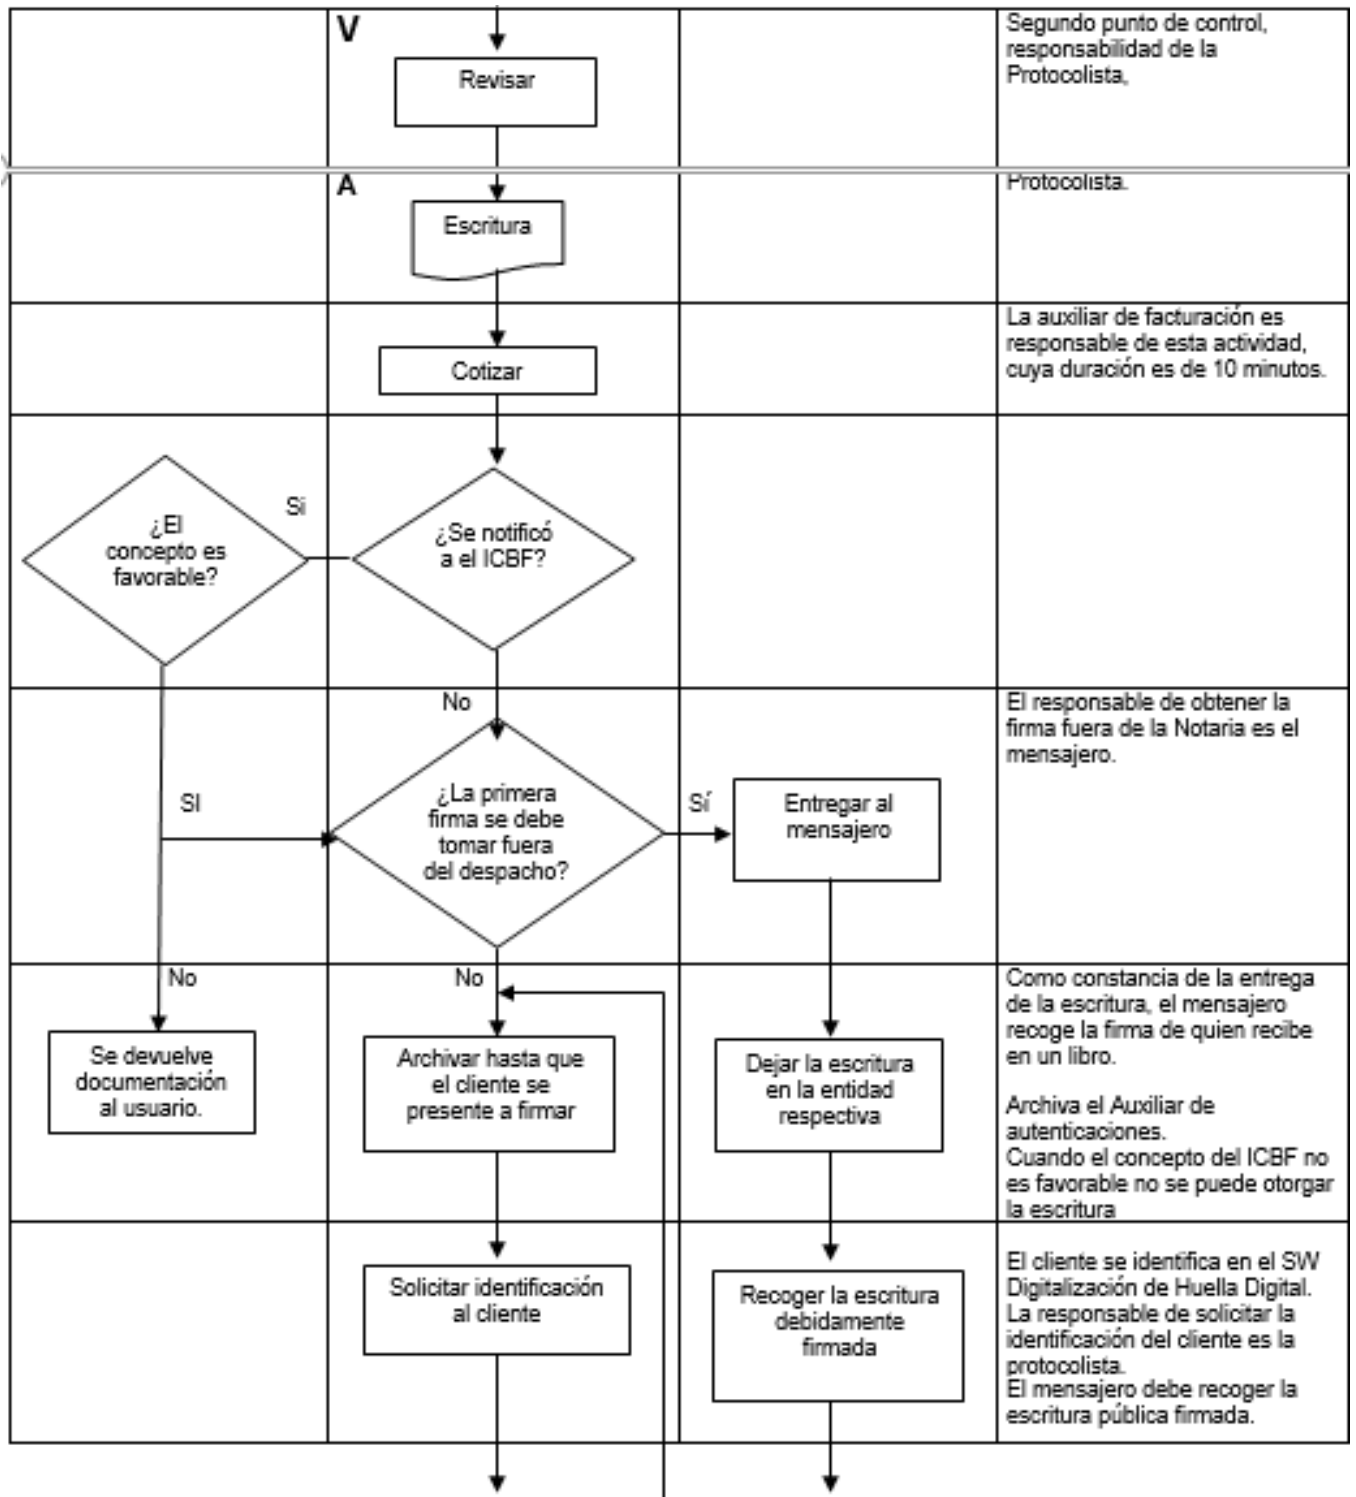 V
Revisar
Segundo punto de control,
responsabilidad de la
Protocolista,
A
Escritura
Protocolista.
Cotizar
La auxiliar de facturación es
responsable de esta actividad,
cuya duración es de 10 minutos.
¿El
concepto es
favorable?
Si
¿Se notificó
a el ICBF?
No
SI
¿La primera
firma se debe
tomar fuera
del despacho?
Sí
Entregar al
mensajero
El responsable de obtener la
firma fuera de la Notaria es el
mensajero.
No
Se devuelve
documentación
al usuario.
No
Archivar hasta que
el cliente se
presente a firmar
Dejar la escritura
en la entidad
respectiva
Como constancia de la entrega
de la escritura, el mensajero
recoge la firma de quien recibe
en un libro.
Archiva el Auxiliar de
autenticaciones.
Cuando el concepto del ICBF no
es favorable no se puede otorgar
la escritura
Solicitar identificación
al cliente
Recoger la escritura
debidamente
firmada
El cliente se identifica en el SW
Digitalización de Huella Digital.
La responsable de solicitar la
identificación del cliente es la
protocolista.
El mensajero debe recoger la
escritura pública firmada.